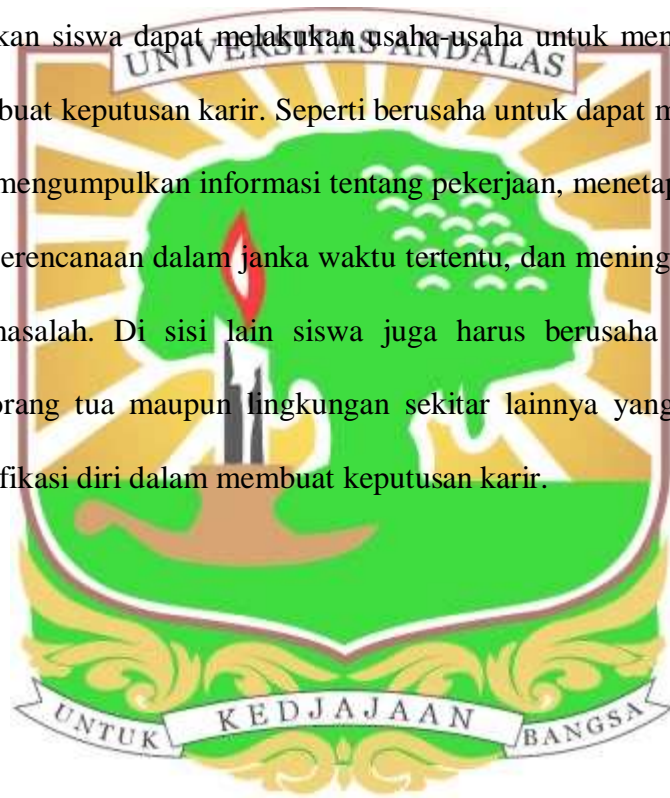 kan siswa dapat melakukan usaha-usaha untuk men
UNIVERSITAS ANDALAS
buat keputusan karir. Seperti berusaha untuk dapat m
mengumpulkan informasi tentang pekerjaan, menetap
erencanaan dalam janka waktu tertentu, dan mening
masalah. Di sisi lain siswa juga harus berusaha
orang tua maupun lingkungan sekitar lainnya yang
fikasi diri dalam membuat keputusan karir.
UNTUK KEDJAJAAN BANGSA